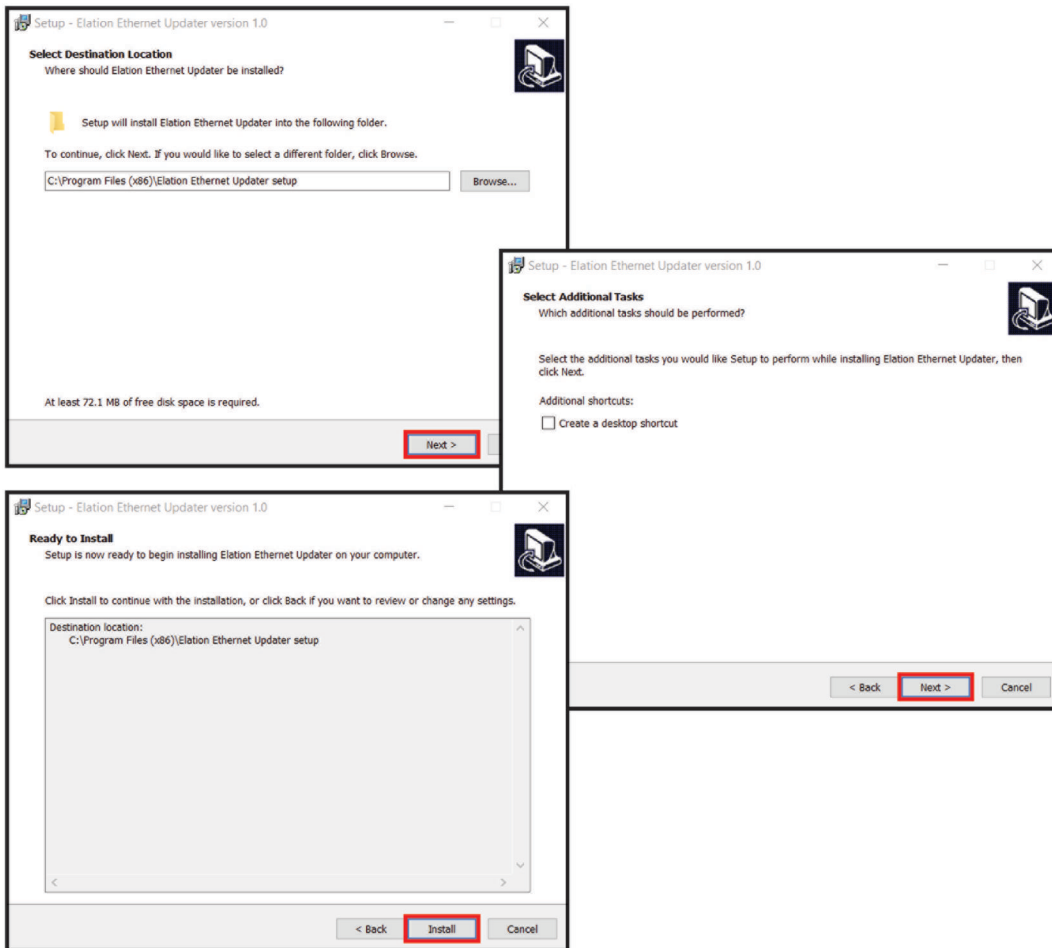 Setup - Elation Ethernet Updater version 1.0
Select Destination Location
Where should Elation Ethernet Updater be installed?
Setup will install Elation Ethernet Updater into the following folder.
To continue, click Next. If you would like to select a different folder, click Browse.
C:\Program Files (x86)\Elation Ethernet Updater setup
Browse...
At least 72.1 MB of free disk space is required.
Next >
Setup - Elation Ethernet Updater version 1.0
Select Additional Tasks
Which additional tasks should be performed?
Select the additional tasks you would like Setup to perform while installing Elation Ethernet Updater, then
click Next.
Additional shortcuts:
Create a desktop shortcut
< Back
Next >
Cancel
Setup - Elation Ethernet Updater version 1.0
Ready to Install
Setup is now ready to begin installing Elation Ethernet Updater on your computer.
Click Install to continue with the installation, or click Back if you want to review or change any settings.
Destination location:
C:\Program Files (x86)\Elation Ethernet Updater setup
< Back
Install
Cancel